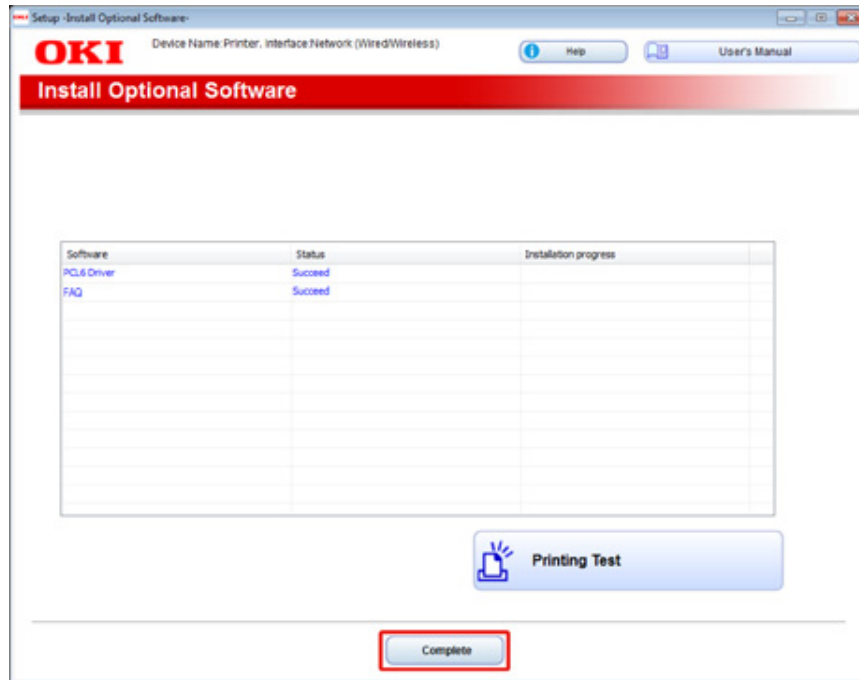 Setup -Install Optional Software-
OKI
Device Name:Printer, Interface:Network (Wired/Wireless)
Help
User's Manual
Install Optional Software
Software Status Installation progress
PCL6 Driver Succeed
FAQ Succeed
Printing Test
Complete